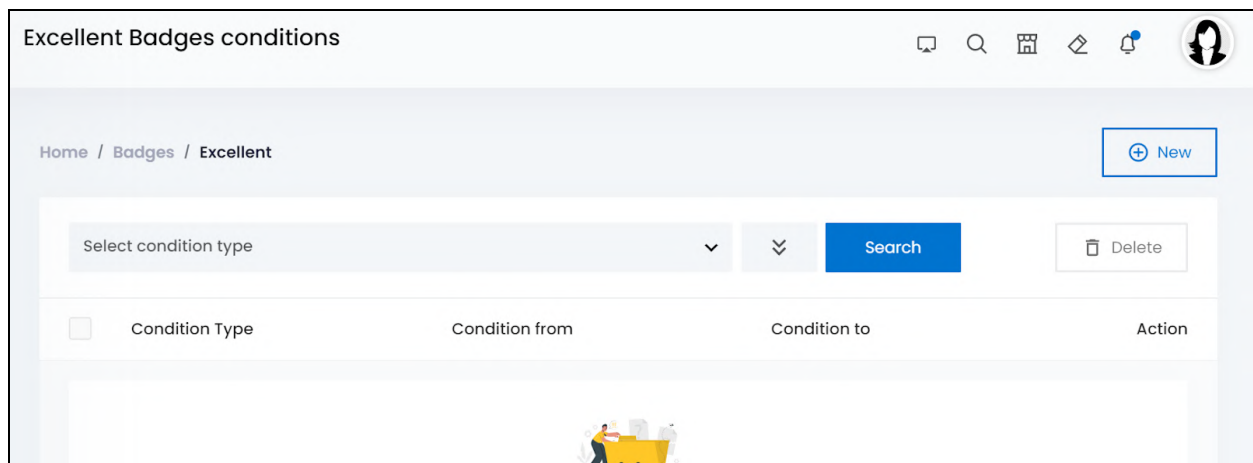 Excellent Badges conditions
Home / Badges / Excellent
New
Select condition type
Search
Delete
Condition Type
Condition from
Condition to
Action